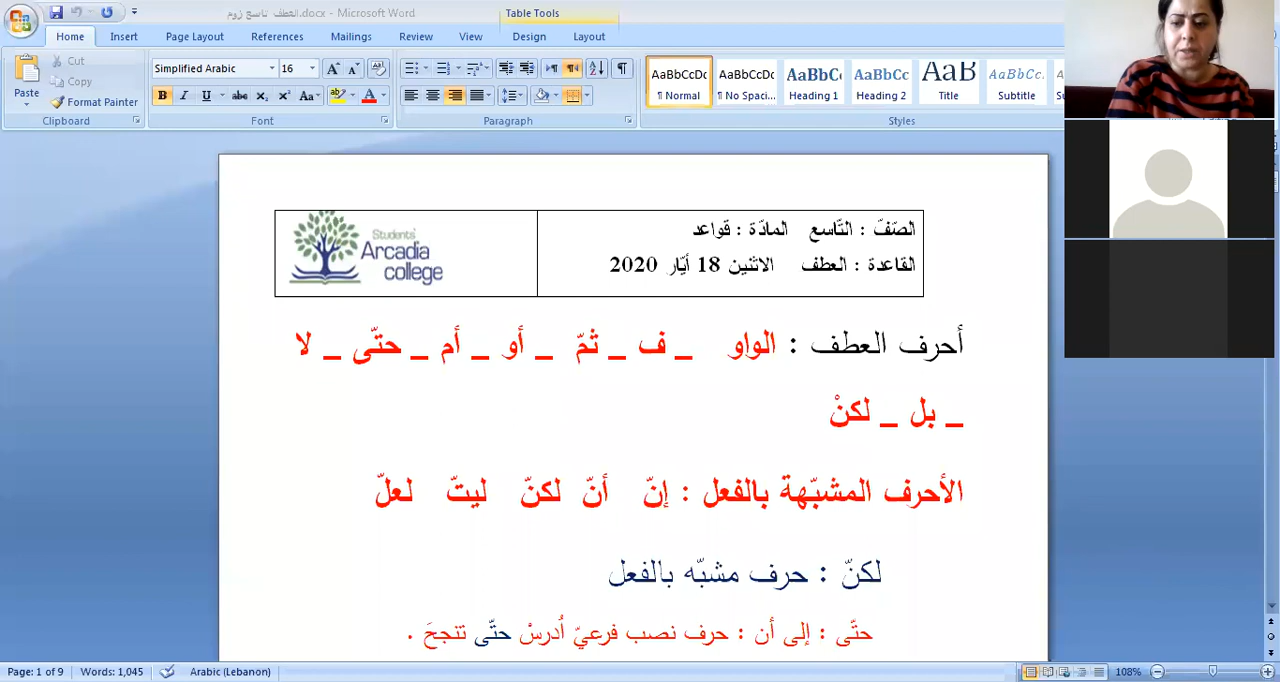 العطف تاسع زوم.docx - Microsoft Word
Table Tools
Home Insert Page Layout References Mailings Review View Design Layout
Paste
Cut
Copy
Format Painter
Clipboard
Simplified Arabic 16
Font
Paragraph
AaBbCcDc AaBbCcDc AaBbC AaBbCc AaB AaBbCc
¶ Normal ¶ No Spaci... Heading 1 Heading 2 Title Subtitle
Styles
Students'
Arcadia
college
الصّفّ : التّاسع المادّة : قواعد
القاعدة : العطف الاثنين 18 أيّار 2020
أحرف العطف : الواو _ ف _ ثمّ _ أو _ أم _ حتّى _ لا
_ بل _ لكنْ
الأحرف المشبّهة بالفعل : إنّ أنّ لكنّ ليتّ لعلّ
لكنّ : حرف مشبّه بالفعل
حتّى : إلى أن : حرف نصب فرعيّ اُدرسْ حتّى تنجحَ .
Page: 1 of 9 Words: 1,045 Arabic (Lebanon) 108%